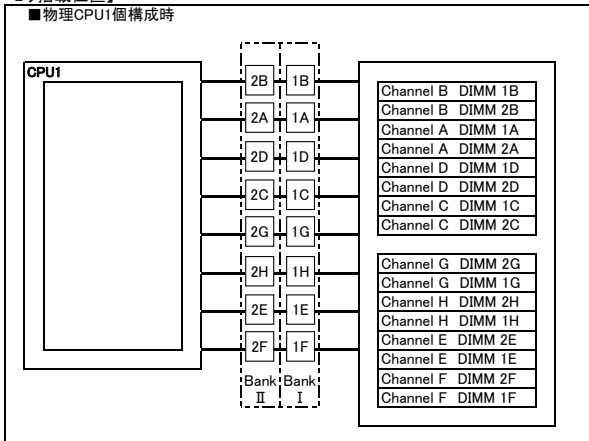 ■物理CPU1個構成時
CPU1
2B 1B
2A 1A
2D 1D
2C 1C
2G 1G
2H 1H
2E 1E
2F 1F
Bank Bank
Ⅱ Ⅰ
Channel B DIMM 1B
Channel B DIMM 2B
Channel A DIMM 1A
Channel A DIMM 2A
Channel D DIMM 1D
Channel D DIMM 2D
Channel C DIMM 1C
Channel C DIMM 2C
Channel G DIMM 2G
Channel G DIMM 1G
Channel H DIMM 2H
Channel H DIMM 1H
Channel E DIMM 2E
Channel E DIMM 1E
Channel F DIMM 2F
Channel F DIMM 1F